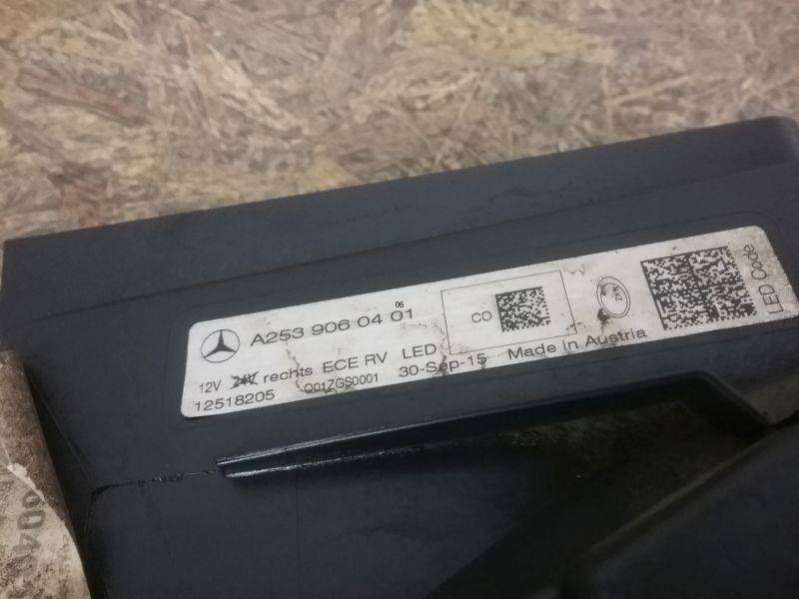 A253 906 04 01 06
CO
12V 24V rechts ECE RV LED
12518205 Q01ZGS0001 30-Sep-15 Made in Austria
LED Code